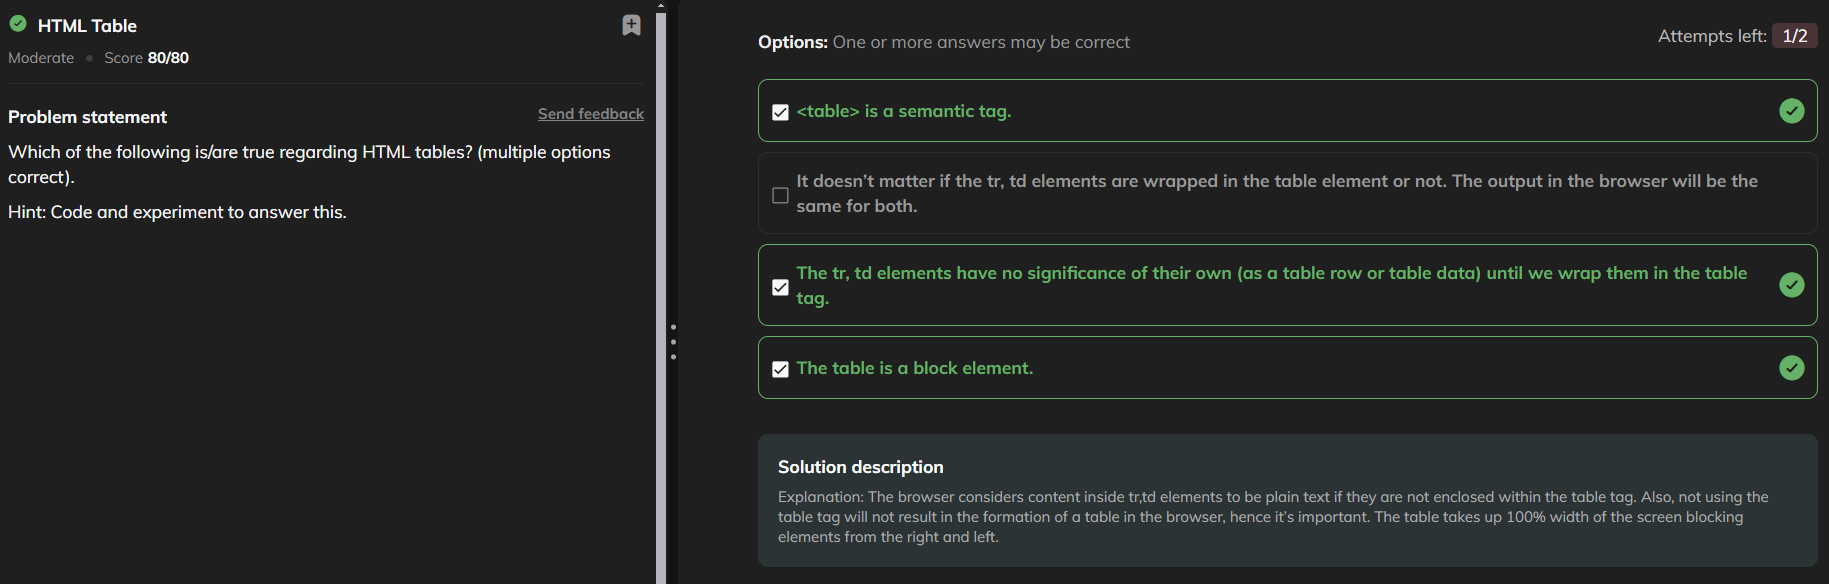 HTML Table
Moderate • Score 80/80
Problem statement
Send feedback
Which of the following is/are true regarding HTML tables? (multiple options
correct).
Hint: Code and experiment to answer this.
Options: One or more answers may be correct
Attempts left: 1/2
<table> is a semantic tag.
It doesn’t matter if the tr, td elements are wrapped in the table element or not. The output in the browser will be the
same for both.
The tr, td elements have no significance of their own (as a table row or table data) until we wrap them in the table
tag.
The table is a block element.
Solution description
Explanation: The browser considers content inside tr,td elements to be plain text if they are not enclosed within the table tag. Also, not using the
table tag will not result in the formation of a table in the browser, hence it’s important. The table takes up 100% width of the screen blocking
elements from the right and left.